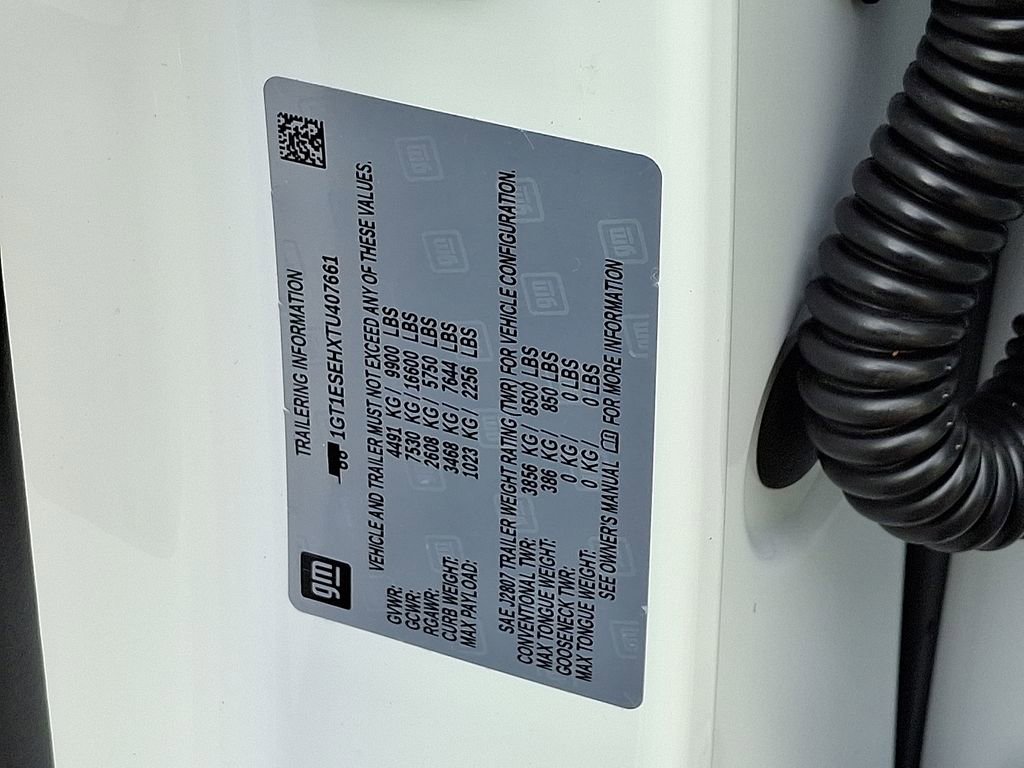 gm
TRAILERING INFORMATION
1GT1ESEHXTU407661
VEHICLE AND TRAILER MUST NOT EXCEED ANY OF THESE VALUES.
GVWR: 4491 KG / 9900 LBS
GCWR: 7530 KG / 16600 LBS
RGAWR: 2608 KG / 5750 LBS
CURB WEIGHT: 3468 KG / 7644 LBS
MAX PAYLOAD: 1023 KG / 2256 LBS
SAE J2807 TRAILER WEIGHT RATING (TWR) FOR VEHICLE CONFIGURATION.
CONVENTIONAL TWR: 3856 KG / 8500 LBS
MAX TONGUE WEIGHT: 386 KG / 850 LBS
GOOSENECK TWR: 0 KG / 0 LBS
MAX TONGUE WEIGHT: 0 KG / 0 LBS
SEE OWNER'S MANUAL FOR MORE INFORMATION